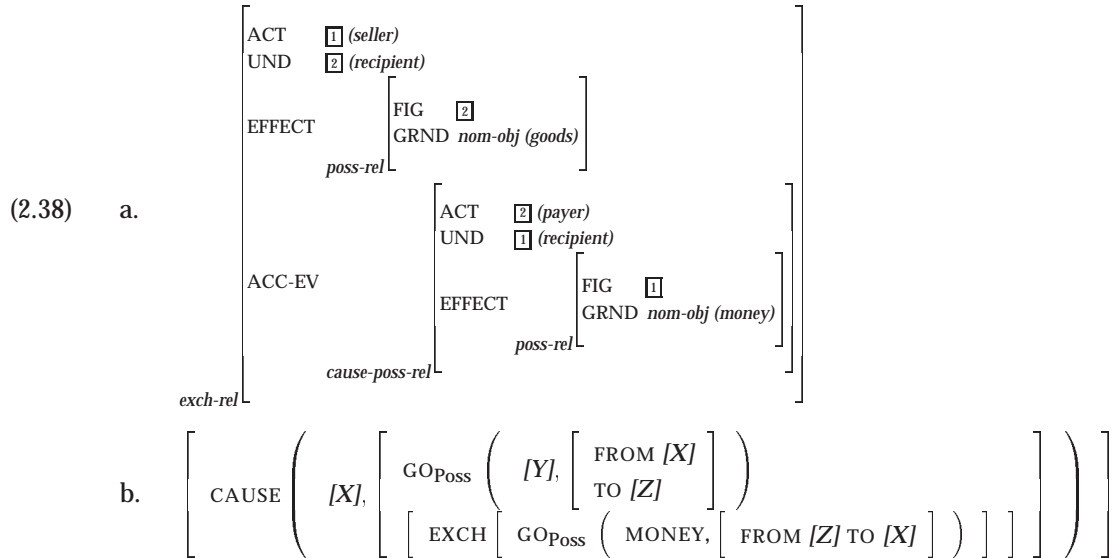 ACT 1 (seller)
UND 2 (recipient)
FIG 2
EFFECT
GRND nom-obj (goods)
poss-rel
(2.38) a.
ACT 2 (payer)
UND 1 (recipient)
ACC-EV
FIG 1
EFFECT
GRND nom-obj (money)
poss-rel
cause-poss-rel
exch-rel
b. [ CAUSE ( [X], [ GO_Poss ( [Y], [ FROM [X]
TO [Z] ] )
[ EXCH [ GO_Poss ( MONEY, [ FROM [Z] TO [X] ] ) ] ] ] ) ]